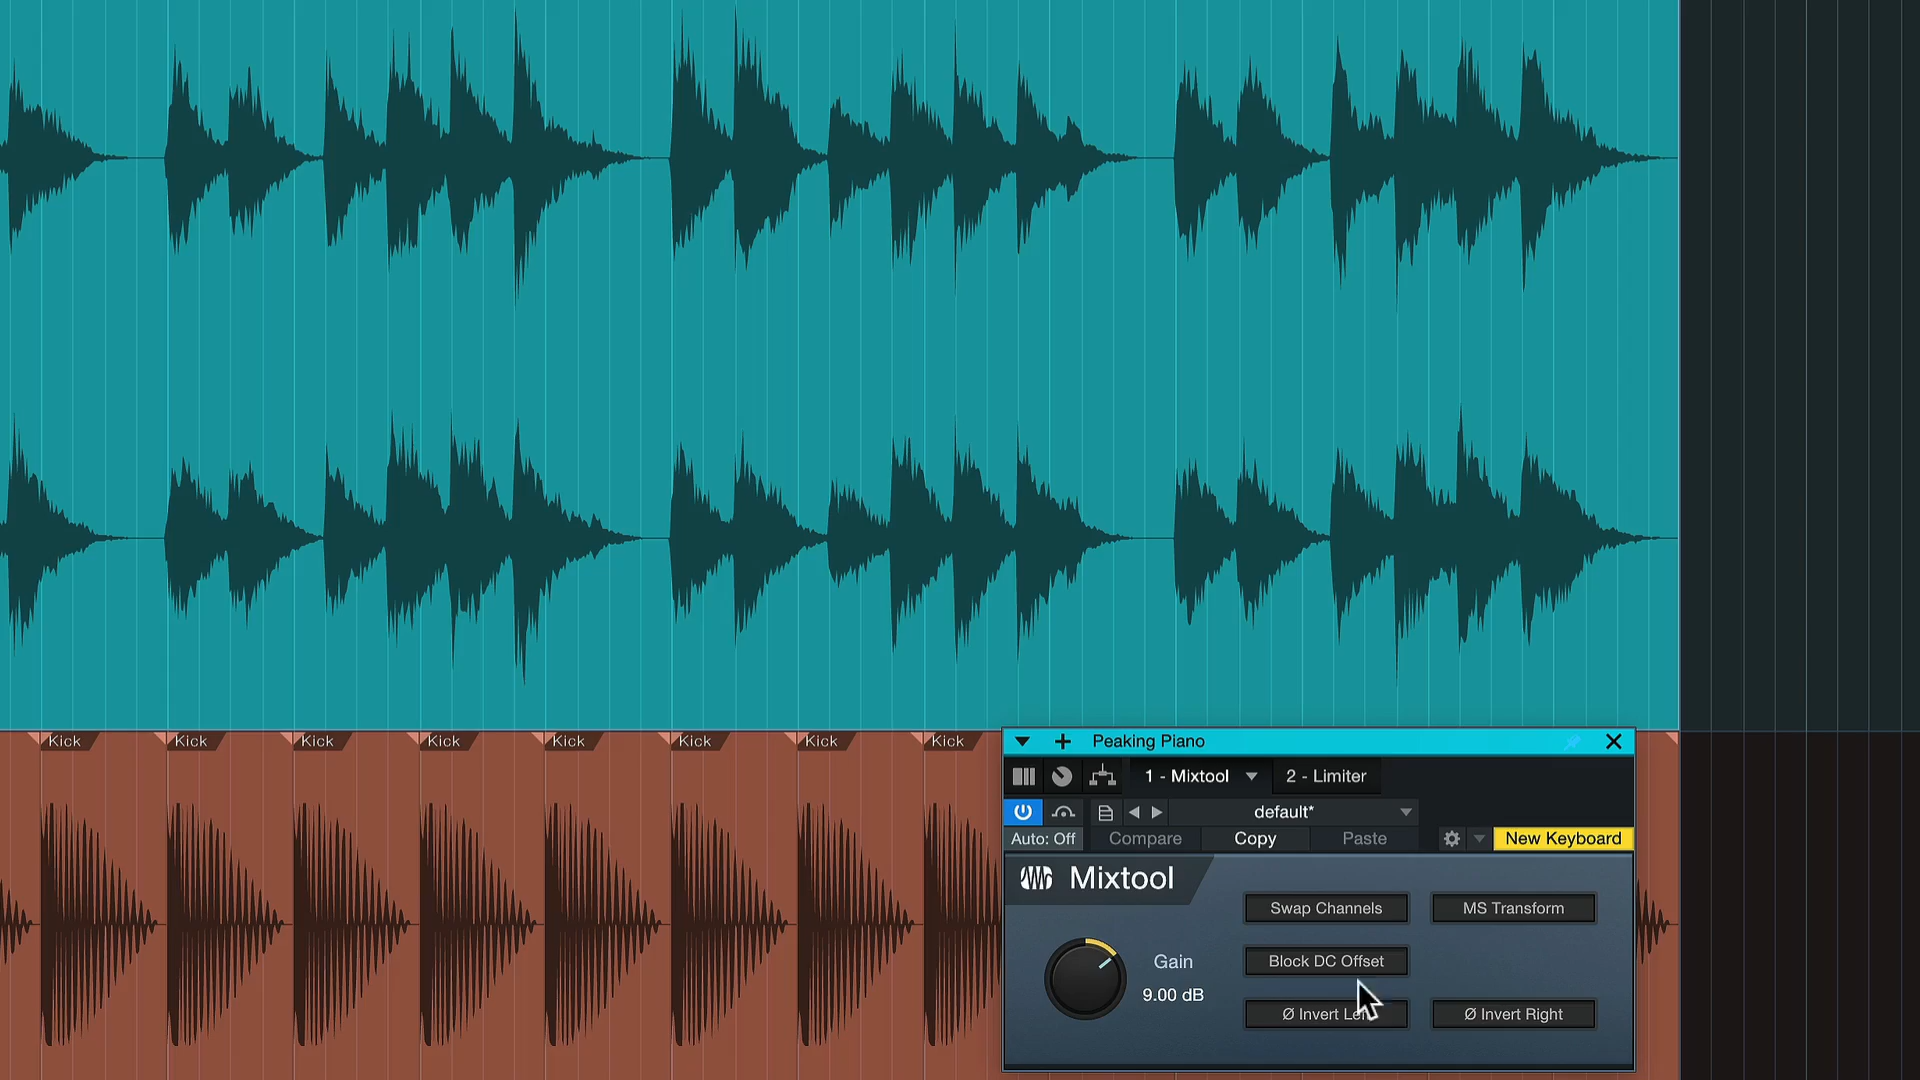 Kick Kick Kick Kick Kick Kick Kick Kick
Peaking Piano
1 - Mixtool 2 - Limiter
default*
Auto: Off Compare Copy Paste New Keyboard
Mixtool
Swap Channels MS Transform
Gain Block DC Offset
9.00 dB
Ø Invert Le Ø Invert Right